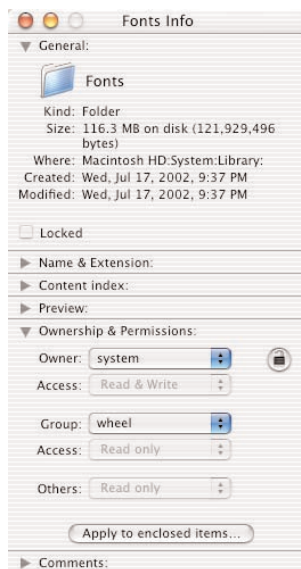 Fonts Info
General:
Fonts
Kind: Folder
Size: 116.3 MB on disk (121,929,496
bytes)
Where: Macintosh HD:System:Library:
Created: Wed, Jul 17, 2002, 9:37 PM
Modified: Wed, Jul 17, 2002, 9:37 PM
Locked
Name & Extension:
Content index:
Preview:
Ownership & Permissions:
Owner: system
Access: Read & Write
Group: wheel
Access: Read only
Others: Read only
Apply to enclosed items...
Comments: